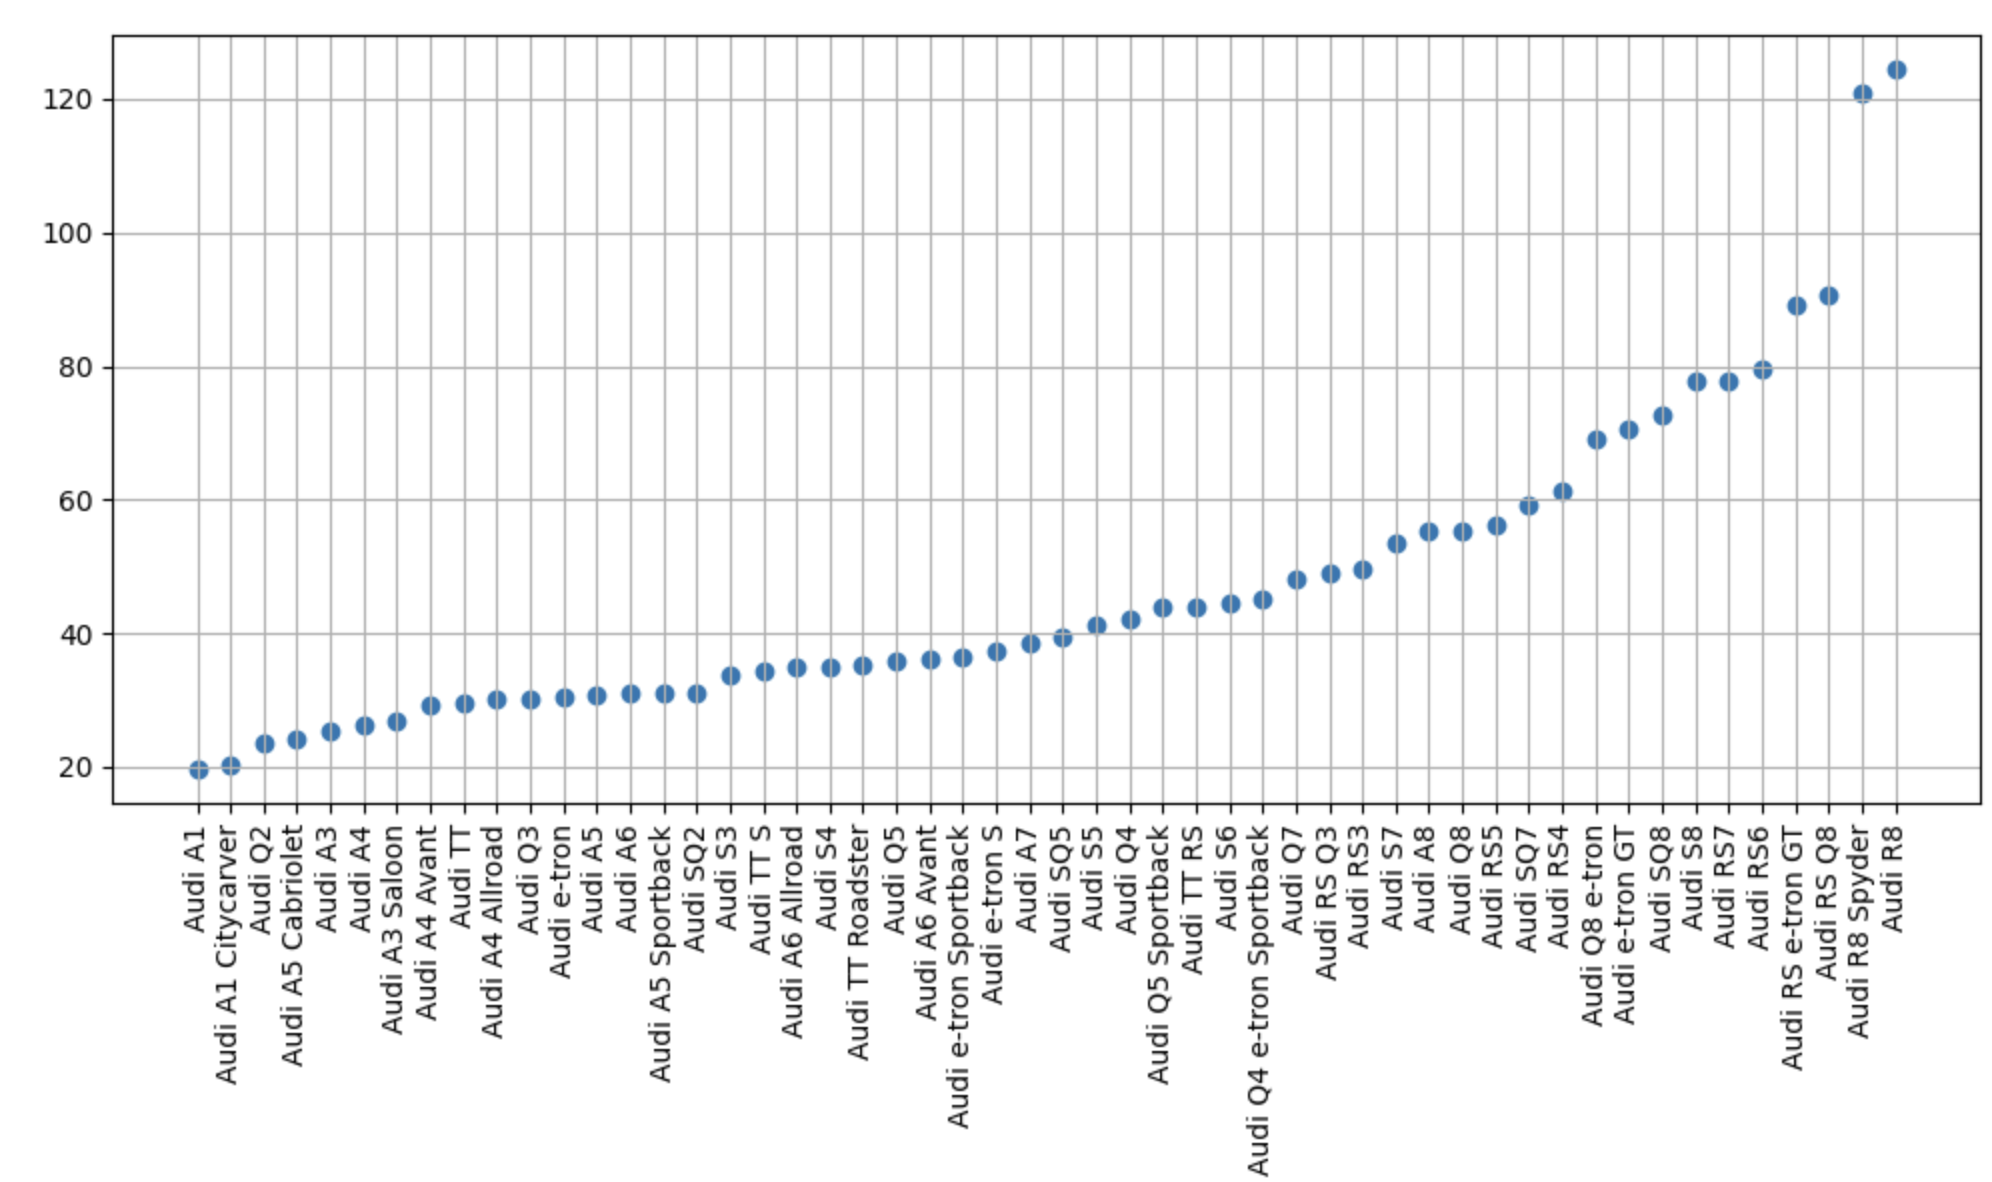 120
100
80
60
40
20
Audi A1
Audi A1 Citycarver
Audi Q2
Audi A5 Cabriolet
Audi A3
Audi A4
Audi A3 Saloon
Audi A4 Avant
Audi TT
Audi A4 Allroad
Audi Q3
Audi e-tron
Audi A5
Audi A6
Audi A5 Sportback
Audi SQ2
Audi S3
Audi TT S
Audi A6 Allroad
Audi S4
Audi TT Roadster
Audi Q5
Audi A6 Avant
Audi e-tron Sportback
Audi e-tron S
Audi A7
Audi SQ5
Audi S5
Audi Q4
Audi Q5 Sportback
Audi TT RS
Audi S6
Audi Q4 e-tron Sportback
Audi Q7
Audi RS Q3
Audi RS3
Audi S7
Audi A8
Audi Q8
Audi RS5
Audi SQ7
Audi RS4
Audi Q8 e-tron
Audi e-tron GT
Audi SQ8
Audi S8
Audi RS7
Audi RS6
Audi RS e-tron GT
Audi RS Q8
Audi R8 Spyder
Audi R8